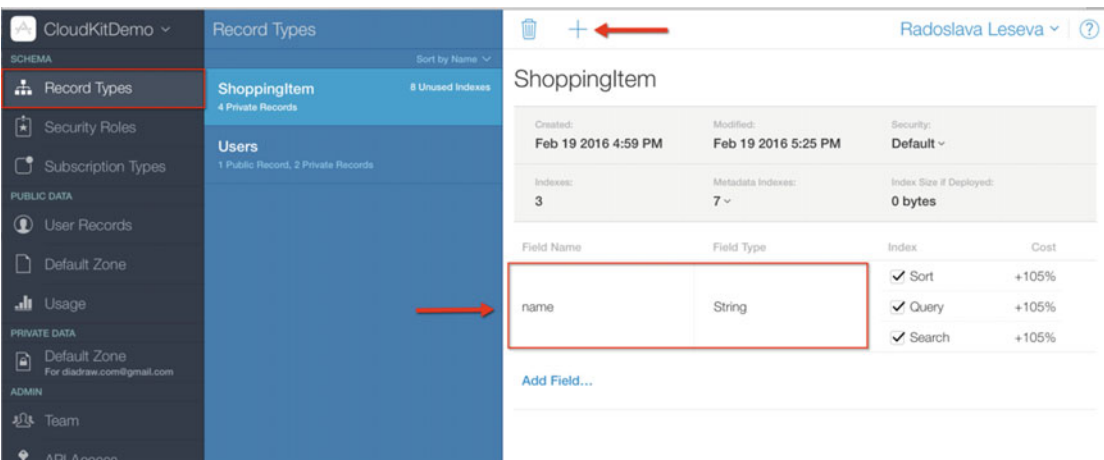 CloudKitDemo
SCHEMA
Record Types
Security Roles
Subscription Types
PUBLIC DATA
User Records
Default Zone
Usage
PRIVATE DATA
Default Zone
For diadraw.com@gmail.com
ADMIN
Team
API Access
Record Types
Sort by Name
ShoppingItem 8 Unused Indexes
4 Private Records
Users
1 Public Record, 2 Private Records
Radoslava Leseva ?
ShoppingItem
Created: Modified: Security:
Feb 19 2016 4:59 PM Feb 19 2016 5:25 PM Default
Indexes: Metadata Indexes: Index Size if Deployed:
3 7 0 bytes
Field Name Field Type Index Cost
Sort +105%
name String Query +105%
Search +105%
Add Field...